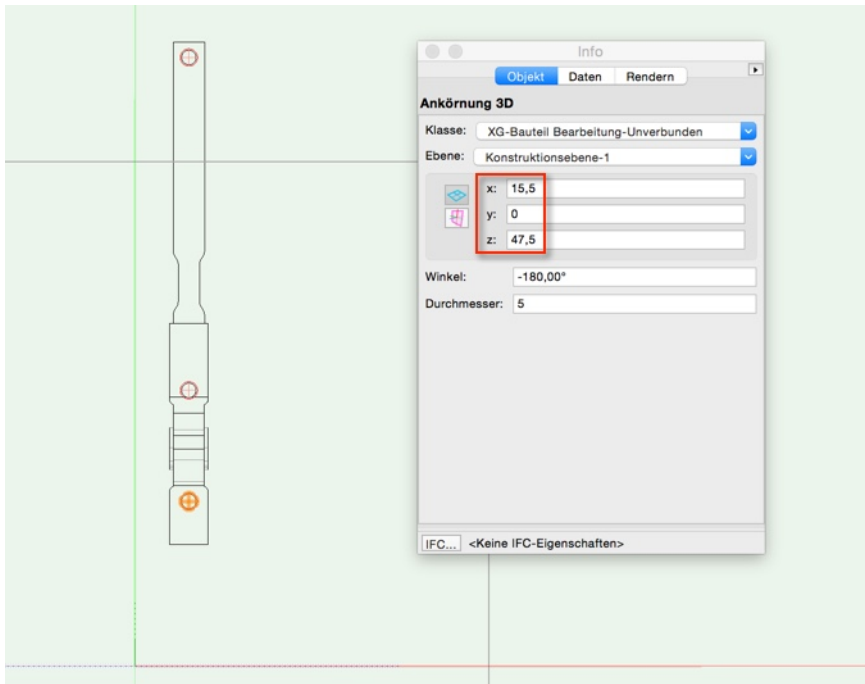 Info
Objekt Daten Rendern
Ankörnung 3D
Klasse: XG-Bauteil Bearbeitung-Unverbunden
Ebene: Konstruktionsebene-1
x: 15,5
y: 0
z: 47,5
Winkel: -180,00°
Durchmesser: 5
IFC... <Keine IFC-Eigenschaften>